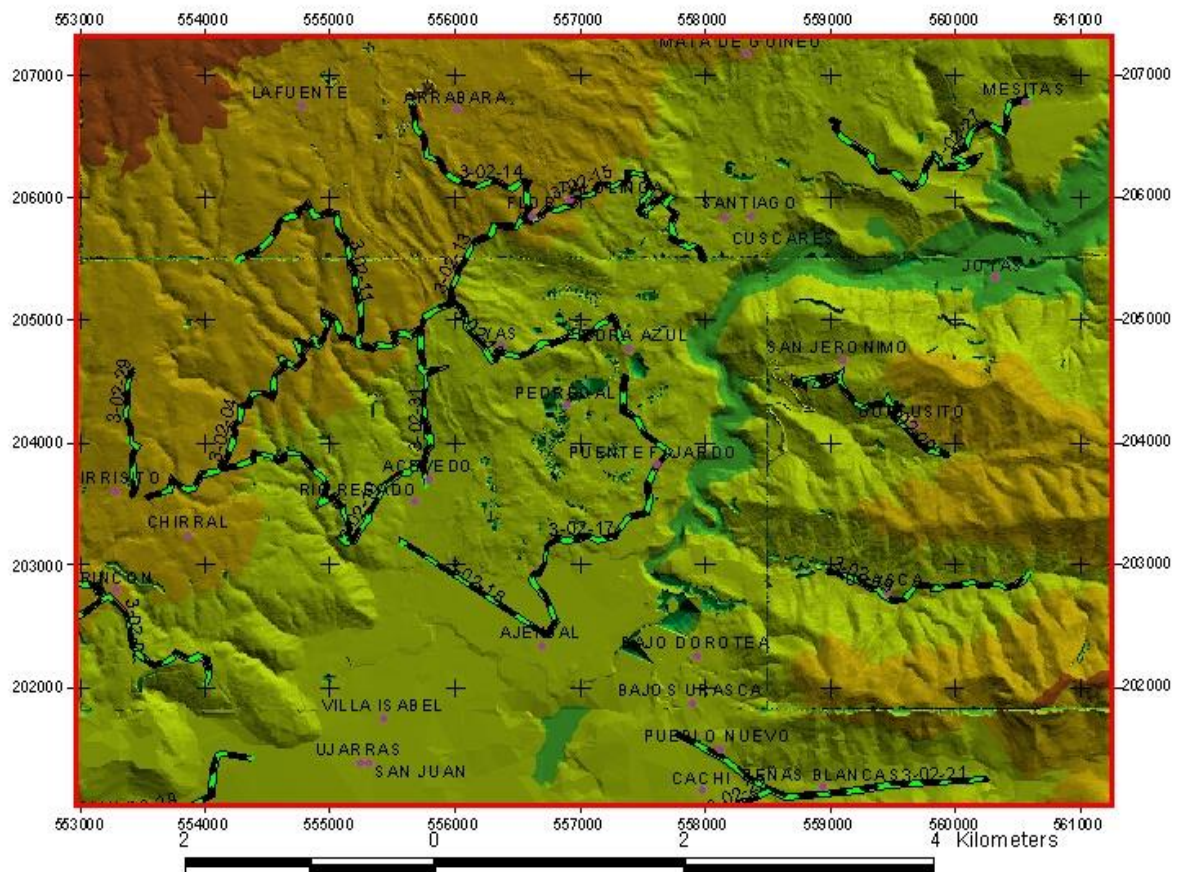 553000 554000 555000 556000 557000 558000 559000 560000 561000
MATA DE GUINEO
207000 207000
LAFUENTE
ARRABARA
MESITAS
3-02-14
3-02-15
206000 206000
SANTIAGO
CUSCARES
3-02-13
3-02-11
JOYAS
205000 205000
SAN JERONIMO
3-02-29
PEDREGAL
3-02-04
3-02-31
204000 204000
ACEVEDO
PUENTE FAJARDO
IRRISITO
RIO REGADO
CHIRRAL
3-02-17
203000 203000
RINCON
3-02-18
URASCA
BAJO DOROTEA
202000 202000
BAJOS URASCA
VILLA ISABEL
PUEBLO NUEVO
UJARRAS
SAN JUAN
CACHI
PEÑAS BLANCAS 3-02-21
553000 554000 555000 556000 557000 558000 559000 560000 561000
2 0 2 4 Kilometers